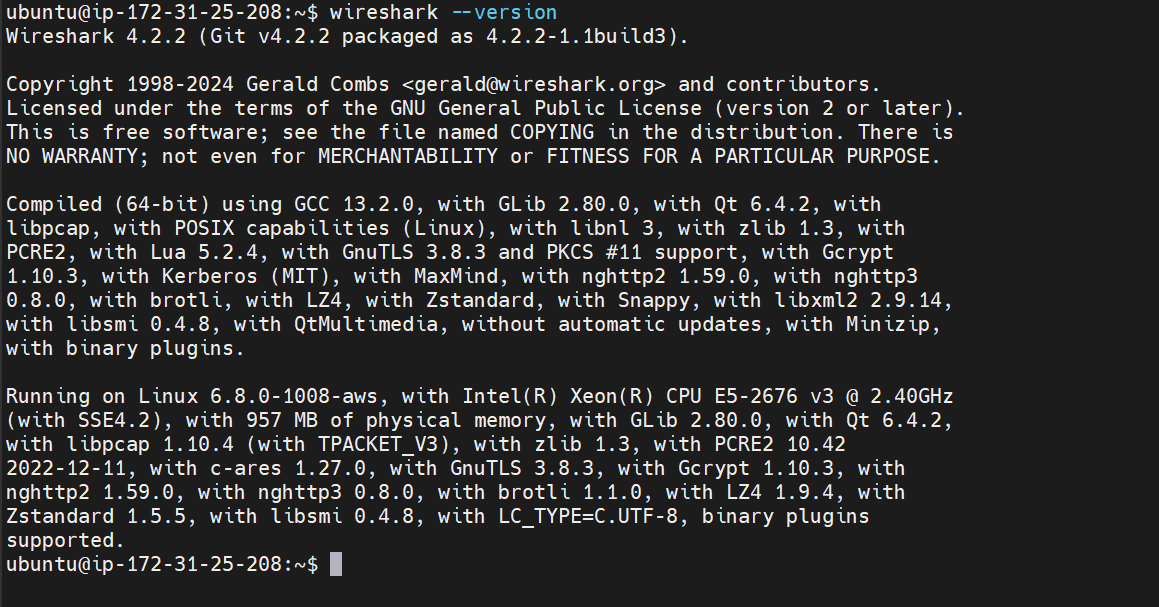 ubuntu@ip-172-31-25-208:~$ wireshark --version
Wireshark 4.2.2 (Git v4.2.2 packaged as 4.2.2-1.1build3).
Copyright 1998-2024 Gerald Combs <gerald@wireshark.org> and contributors.
Licensed under the terms of the GNU General Public License (version 2 or later).
This is free software; see the file named COPYING in the distribution. There is
NO WARRANTY; not even for MERCHANTABILITY or FITNESS FOR A PARTICULAR PURPOSE.
Compiled (64-bit) using GCC 13.2.0, with GLib 2.80.0, with Qt 6.4.2, with
libpcap, with POSIX capabilities (Linux), with libnl 3, with zlib 1.3, with
PCRE2, with Lua 5.2.4, with GnuTLS 3.8.3 and PKCS #11 support, with Gcrypt
1.10.3, with Kerberos (MIT), with MaxMind, with nghttp2 1.59.0, with nghttp3
0.8.0, with brotli, with LZ4, with Zstandard, with Snappy, with libxml2 2.9.14,
with libsmi 0.4.8, with QtMultimedia, without automatic updates, with Minizip,
with binary plugins.
Running on Linux 6.8.0-1008-aws, with Intel(R) Xeon(R) CPU E5-2676 v3 @ 2.40GHz
(with SSE4.2), with 957 MB of physical memory, with GLib 2.80.0, with Qt 6.4.2,
with libpcap 1.10.4 (with TPACKET_V3), with zlib 1.3, with PCRE2 10.42
2022-12-11, with c-ares 1.27.0, with GnuTLS 3.8.3, with Gcrypt 1.10.3, with
nghttp2 1.59.0, with nghttp3 0.8.0, with brotli 1.1.0, with LZ4 1.9.4, with
Zstandard 1.5.5, with libsmi 0.4.8, with LC_TYPE=C.UTF-8, binary plugins
supported.
ubuntu@ip-172-31-25-208:~$